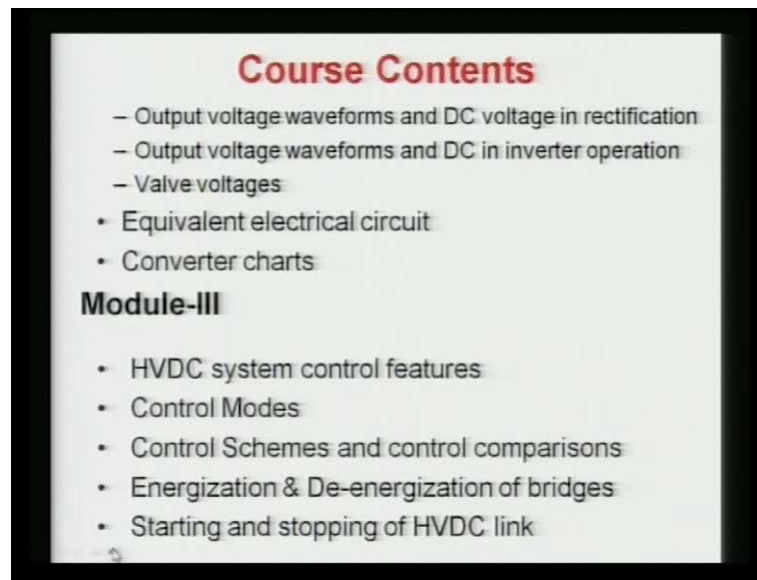 Course Contents
– Output voltage waveforms and DC voltage in rectification
– Output voltage waveforms and DC in inverter operation
– Valve voltages
• Equivalent electrical circuit
• Converter charts
Module-III
• HVDC system control features
• Control Modes
• Control Schemes and control comparisons
• Energization & De-energization of bridges
• Starting and stopping of HVDC link